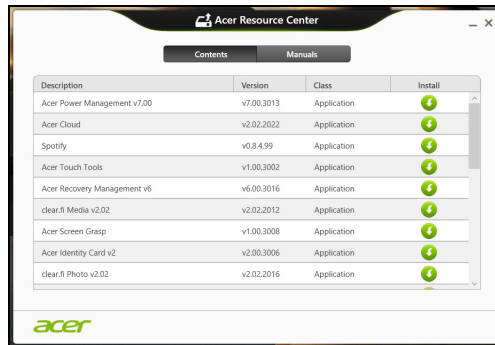 Acer Resource Center
Contents Manuals
Description Version Class Install
Acer Power Management v7.00 v7.00.3013 Application
Acer Cloud v2.02.2022 Application
Spotify v0.8.4.99 Application
Acer Touch Tools v1.00.3002 Application
Acer Recovery Management v6 v6.00.3016 Application
clear.fi Media v2.02 v2.02.2012 Application
Acer Screen Grasp v1.00.3008 Application
Acer Identity Card v2 v2.00.3006 Application
clear.fi Photo v2.02 v2.02.2016 Application
acer